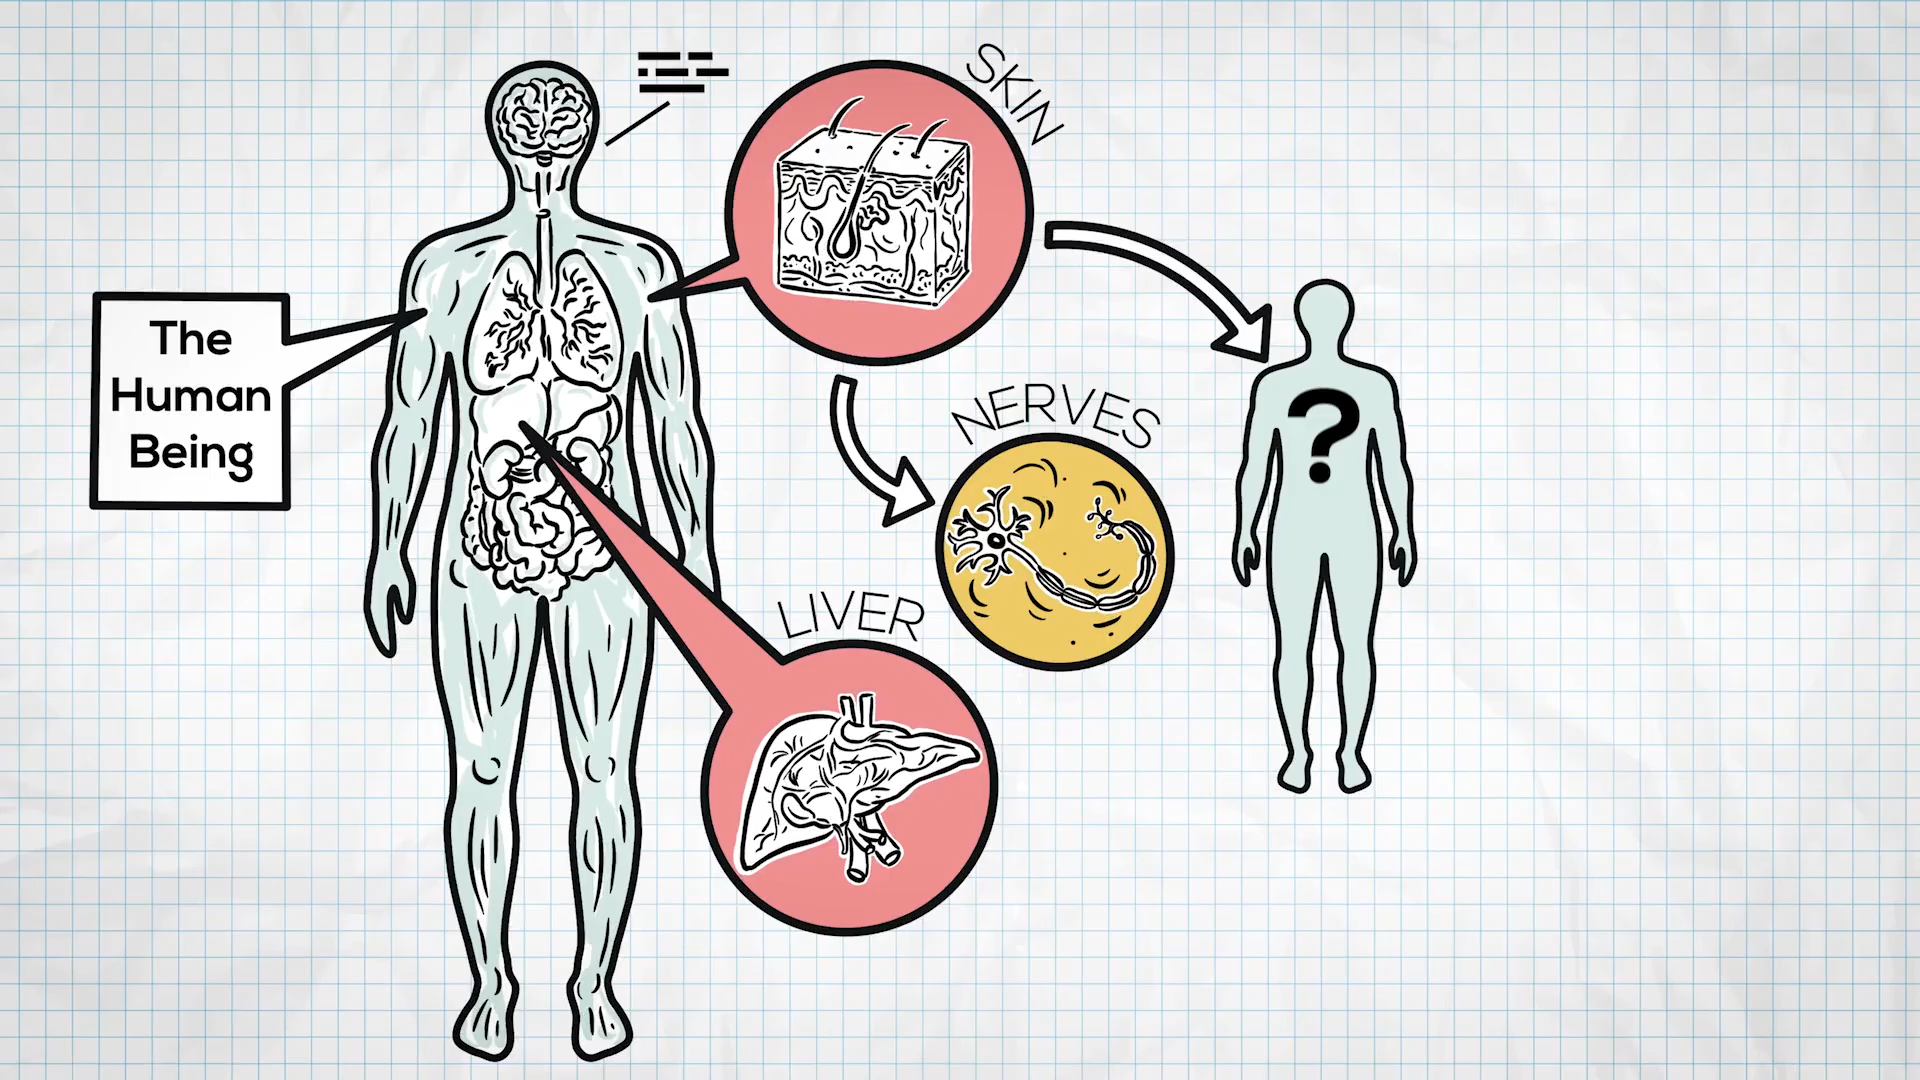 The
Human
Being
SKIN
NERVES
LIVER
?